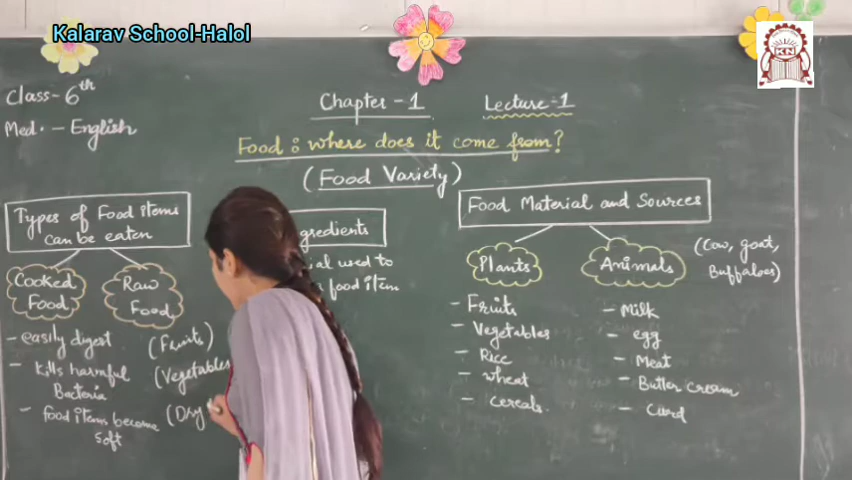 Kalarav School-Halol
KN
Class-6th
Med. - English
Chapter-1
Lecture-1
Food: where does it come from?
(Food Variety)
Types of Food items
can be eaten
Cooked
Food
Raw
Food
- easily digest
- Kills harmful
Bacteria
- food items become
soft
(Fruits)
(Vegetables
(Dry
gredients
ial used to
food item
Food Material and Sources
Plants
- Fruits
- Vegetables
- Rice
- wheat
- cereals.
Animals
(Cow, goat,
Buffaloes)
- Milk
- egg
- Meat
- Butter cream
- Curd